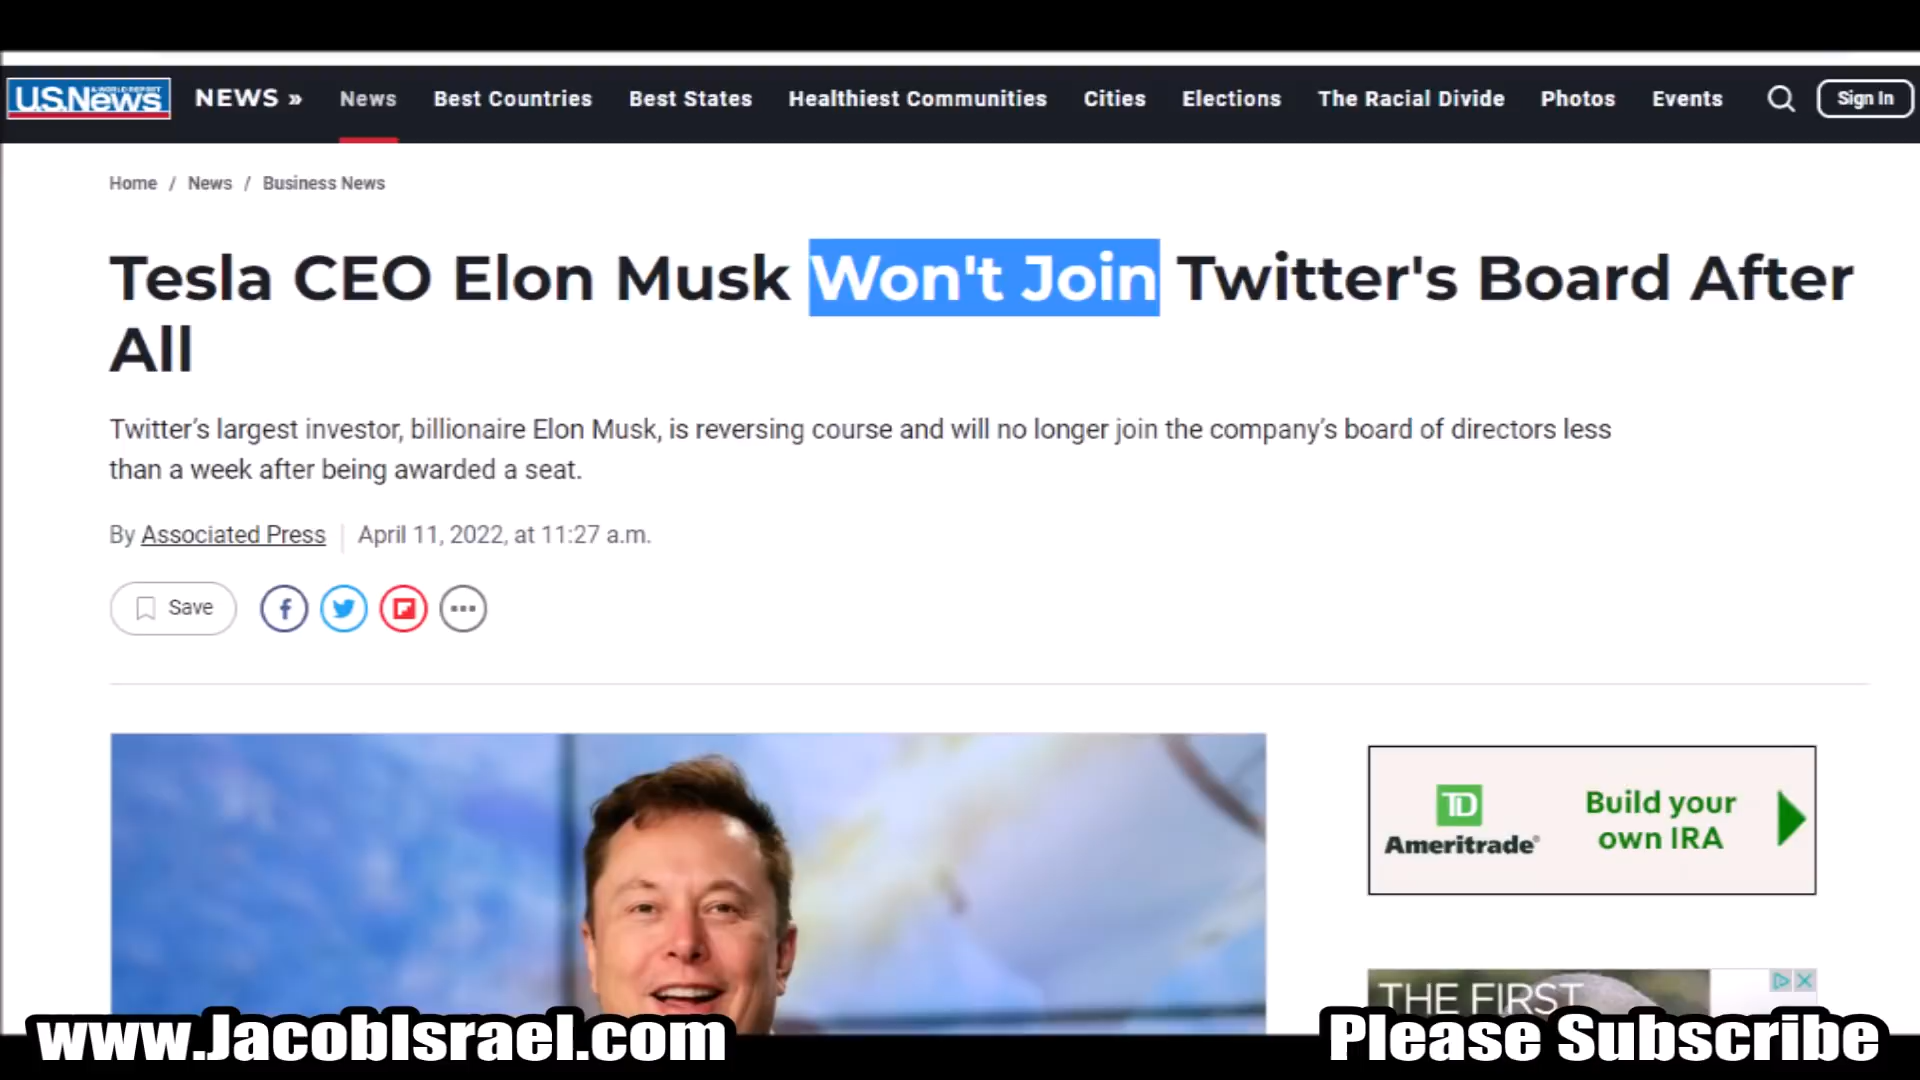 U.S.News
& WORLD REPORT
NEWS » News Best Countries Best States Healthiest Communities Cities Elections The Racial Divide Photos Events Sign In
Home / News / Business News
Tesla CEO Elon Musk Won't Join Twitter's Board After
All
Twitter’s largest investor, billionaire Elon Musk, is reversing course and will no longer join the company’s board of directors less
than a week after being awarded a seat.
By Associated Press | April 11, 2022, at 11:27 a.m.
Save
TD
Ameritrade®
Build your
own IRA
THE FIRST
www.JacobIsrael.com
Please Subscribe